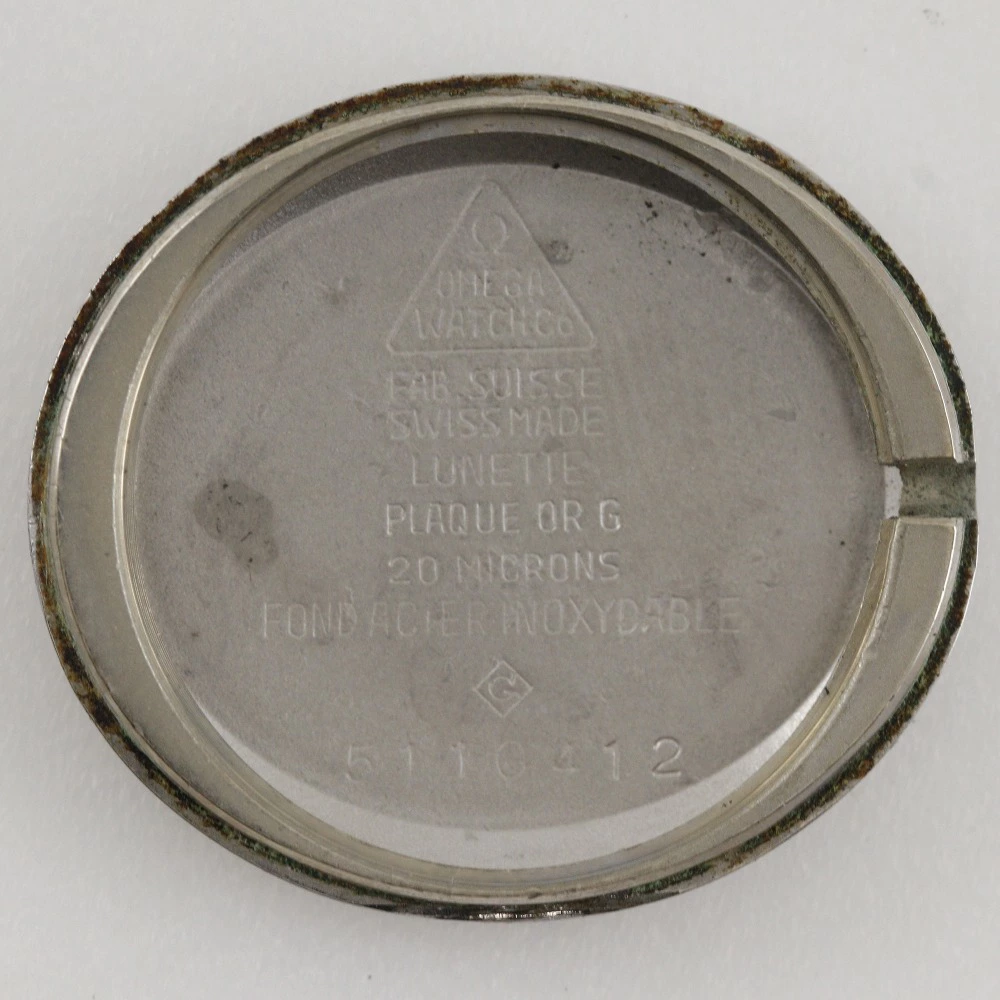 Ω
OMEGA
WATCH Co
FAB. SUISSE
SWISS MADE
LUNETTE
PLAQUE OR G
20 MICRONS
FOND ACIER INOXYDABLE
G
5110412